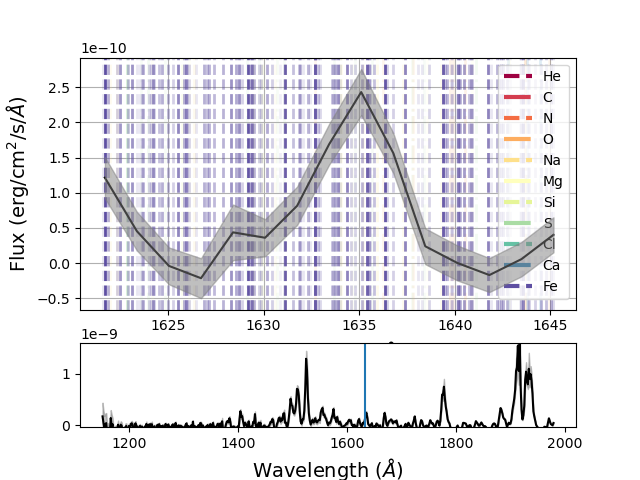 1e−10
2.5
2.0
1.5
1.0
0.5
0.0
−0.5
Flux (erg/cm²/s/Å)
He
C
N
O
Na
Mg
Si
S
Cl
Ca
Fe
1625 1630 1635 1640 1645
1e−9
1
0
1200 1400 1600 1800 2000
Wavelength (Å)